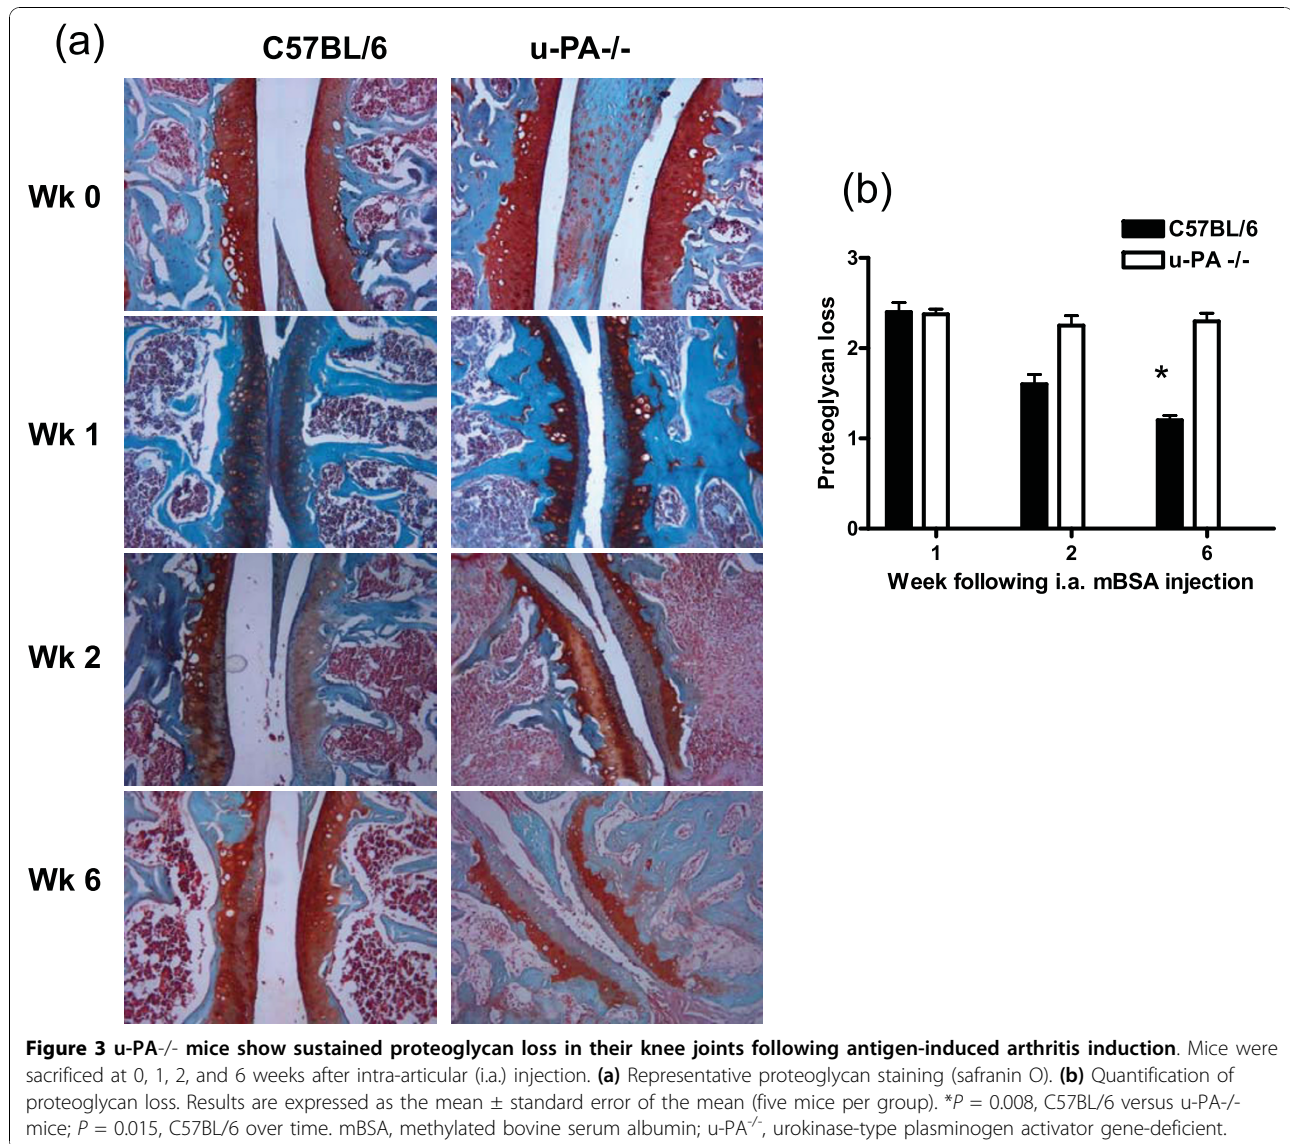 (a)
C57BL/6 u-PA-/-
Wk 0
Wk 1
Wk 2
Wk 6
(b)
C57BL/6
u-PA -/-
3
2
1
0
Proteoglycan loss
*
1 2 6
Week following i.a. mBSA injection
Figure 3 u-PA-/- mice show sustained proteoglycan loss in their knee joints following antigen-induced arthritis induction. Mice were
sacrificed at 0, 1, 2, and 6 weeks after intra-articular (i.a.) injection. (a) Representative proteoglycan staining (safranin O). (b) Quantification of
proteoglycan loss. Results are expressed as the mean ± standard error of the mean (five mice per group). *P = 0.008, C57BL/6 versus u-PA-/-
mice; P = 0.015, C57BL/6 over time. mBSA, methylated bovine serum albumin; u-PA-/-, urokinase-type plasminogen activator gene-deficient.